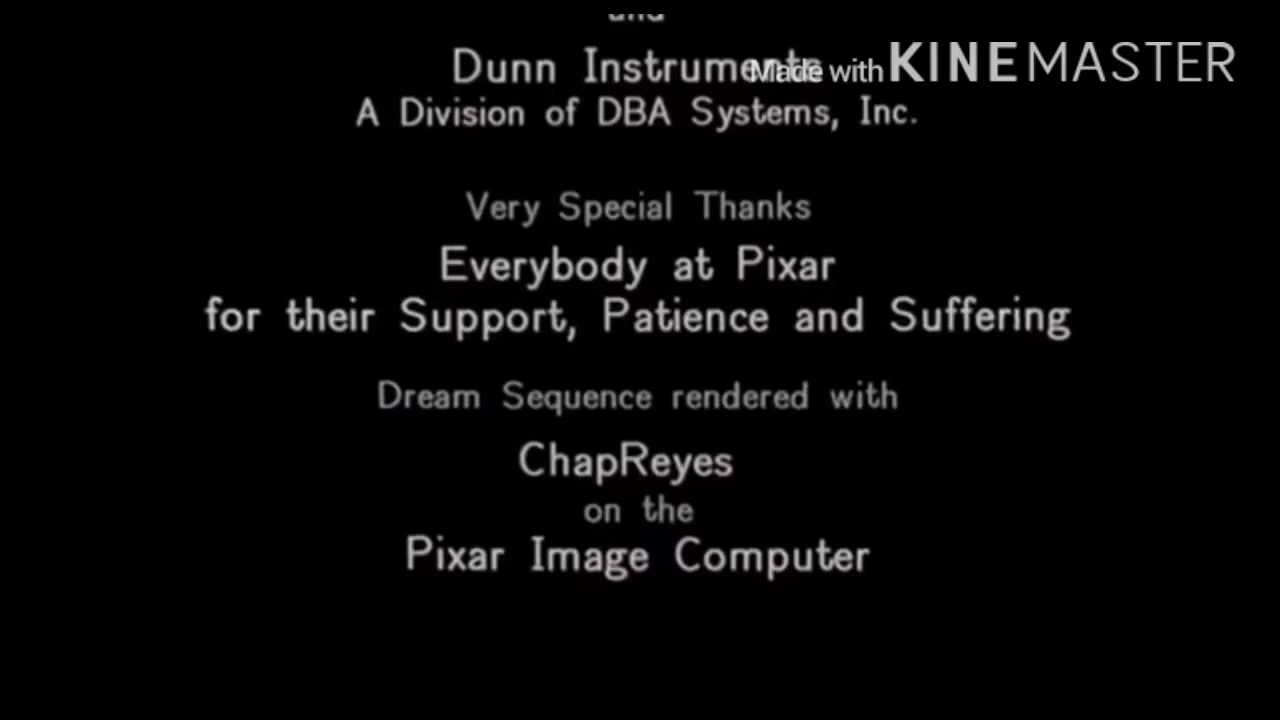 and
Dunn Instruments
Made with KINEMASTER
A Division of DBA Systems, Inc.
Very Special Thanks
Everybody at Pixar
for their Support, Patience and Suffering
Dream Sequence rendered with
ChapReyes
on the
Pixar Image Computer